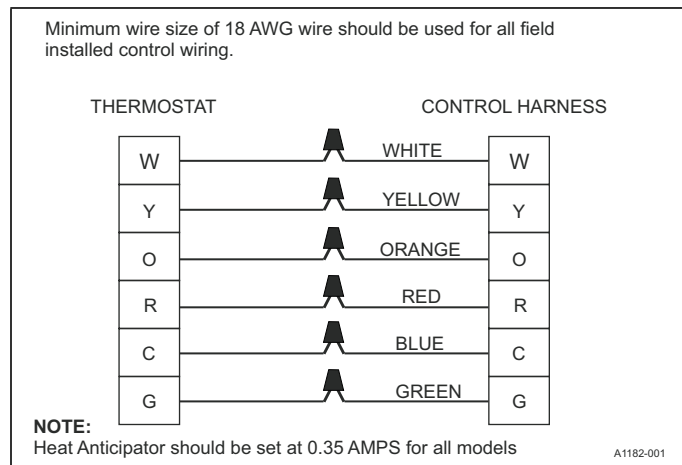 Minimum wire size of 18 AWG wire should be used for all field
installed control wiring.
THERMOSTAT CONTROL HARNESS
W WHITE W
Y YELLOW Y
O ORANGE O
R RED R
C BLUE C
G GREEN G
NOTE:
Heat Anticipator should be set at 0.35 AMPS for all models
A1182-001